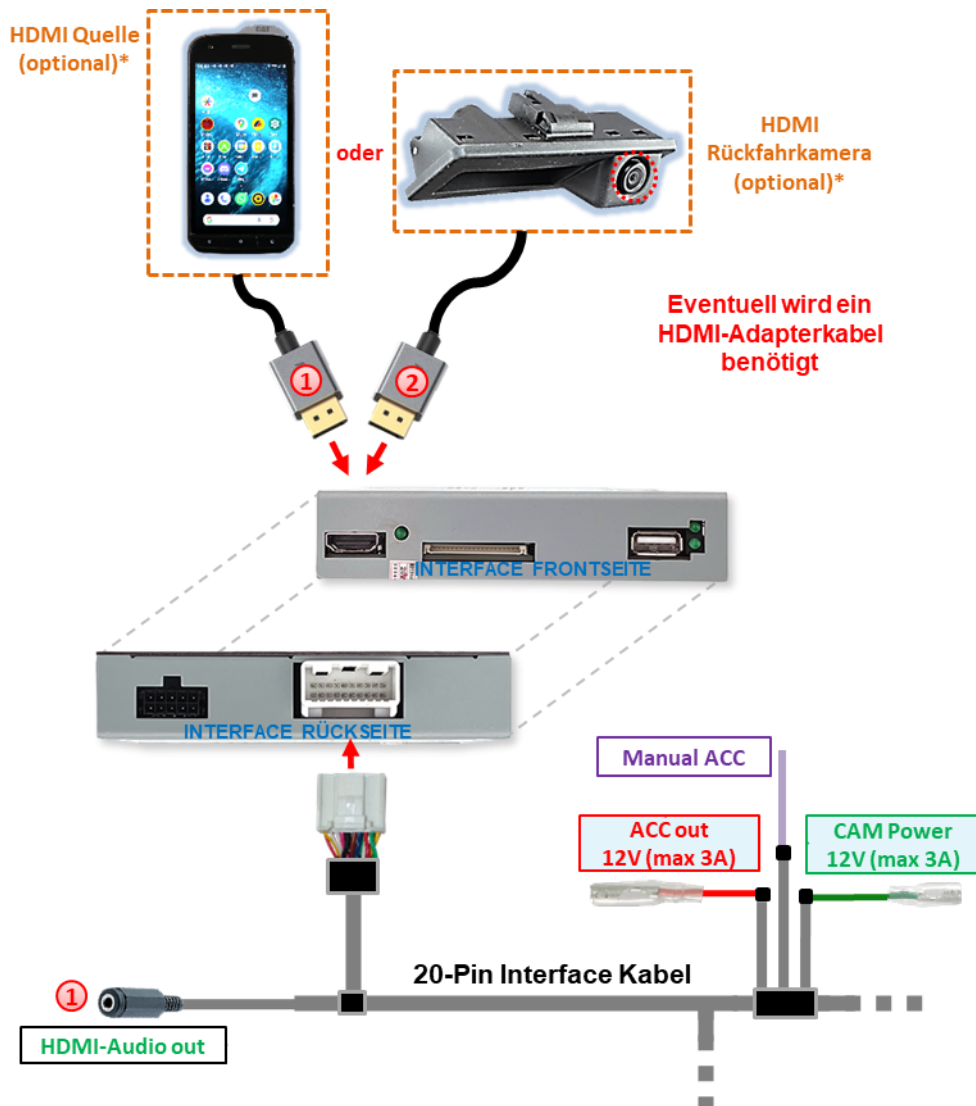 HDMI Quelle
(optional)*
oder
HDMI
Rückfahrkamera
(optional)*
Eventuell wird ein
HDMI-Adapterkabel
benötigt
1
2
INTERFACE FRONTSEITE
INTERFACE RÜCKSEITE
Manual ACC
ACC out
12V (max 3A)
CAM Power
12V (max 3A)
20-Pin Interface Kabel
1
HDMI-Audio out